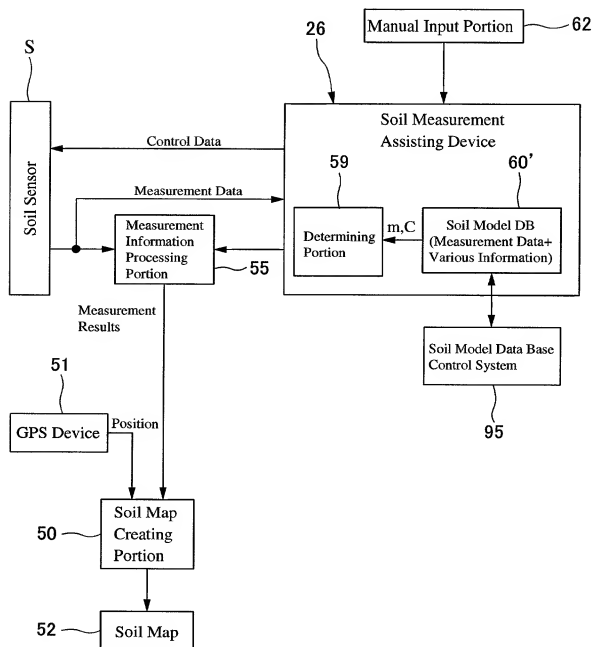 Manual Input Portion
62
26
S
Soil Measurement
Assisting Device
Control Data
59
60’
Soil Sensor
Measurement Data
Measurement
Information
Processing
Portion
55
Determining
Portion
m,C
Soil Model DB
(Measurement Data+
Various Information)
Measurement
Results
Soil Model Data Base
Control System
95
51
GPS Device
Position
50
Soil Map
Creating
Portion
52
Soil Map